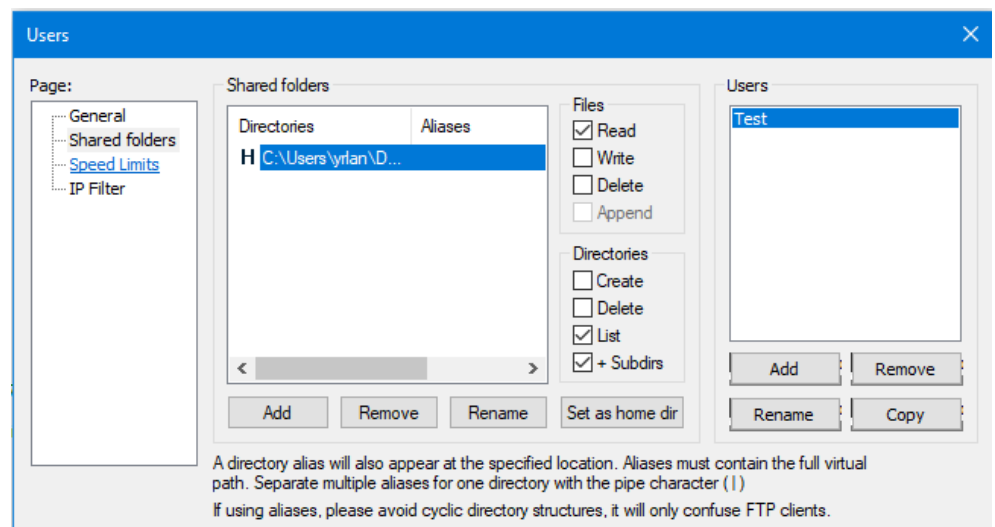 Users
Page:
General
Shared folders
Speed Limits
IP Filter
Shared folders
Directories Aliases
H C:\Users\yrlan\D...
Add Remove Rename Set as home dir
Files
Read
Write
Delete
Append
Directories
Create
Delete
List
+ Subdirs
Users
Test
Add Remove
Rename Copy
A directory alias will also appear at the specified location. Aliases must contain the full virtual
path. Separate multiple aliases for one directory with the pipe character ( | )
If using aliases, please avoid cyclic directory structures, it will only confuse FTP clients.